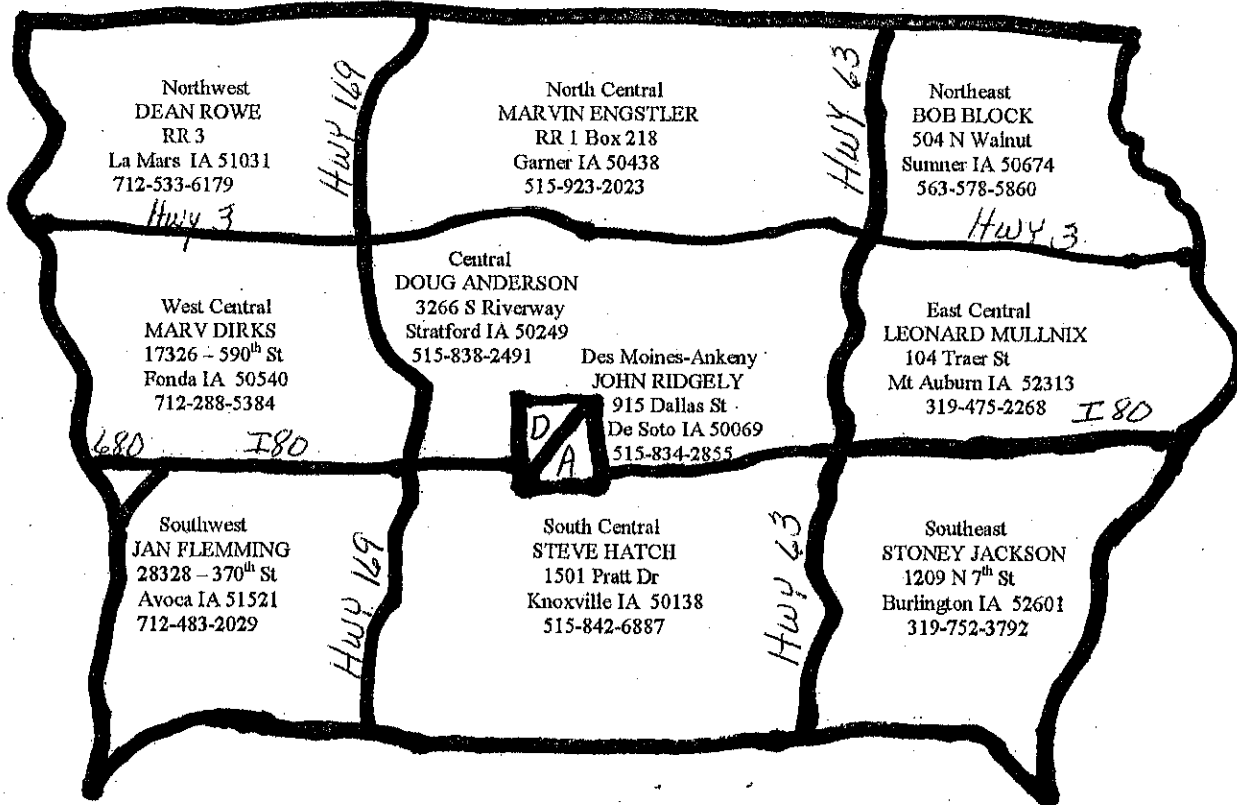 Northwest
DEAN ROWE
RR 3
La Mars IA 51031
712-533-6179
Hwy 169
North Central
MARVIN ENGSTLER
RR 1 Box 218
Garner IA 50438
515-923-2023
Hwy 63
Northeast
BOB BLOCK
504 N Walnut
Sumner IA 50674
563-578-5860
Hwy 3
Hwy 3
West Central
MARV DIRKS
17326 – 590th St
Fonda IA 50540
712-288-5384
Central
DOUG ANDERSON
3266 S Riverway
Stratford IA 50249
515-838-2491
Des Moines-Ankeny
JOHN RIDGELY
915 Dallas St
De Soto IA 50069
515-834-2855
D
A
East Central
LEONARD MULLNIX
104 Traer St
Mt Auburn IA 52313
319-475-2268
I80
680
I80
Southwest
JAN FLEMMING
28328 – 370th St
Avoca IA 51521
712-483-2029
Hwy 169
South Central
STEVE HATCH
1501 Pratt Dr
Knoxville IA 50138
515-842-6887
Hwy 63
Southeast
STONEY JACKSON
1209 N 7th St
Burlington IA 52601
319-752-3792